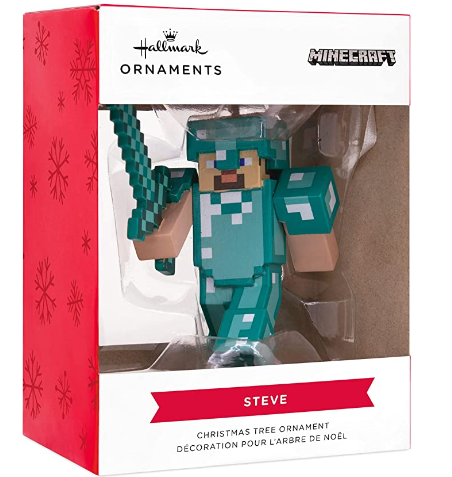 Hallmark
ORNAMENTS
MINECRAFT
STEVE
CHRISTMAS TREE ORNAMENT
DÉCORATION POUR L'ARBRE DE NOËL